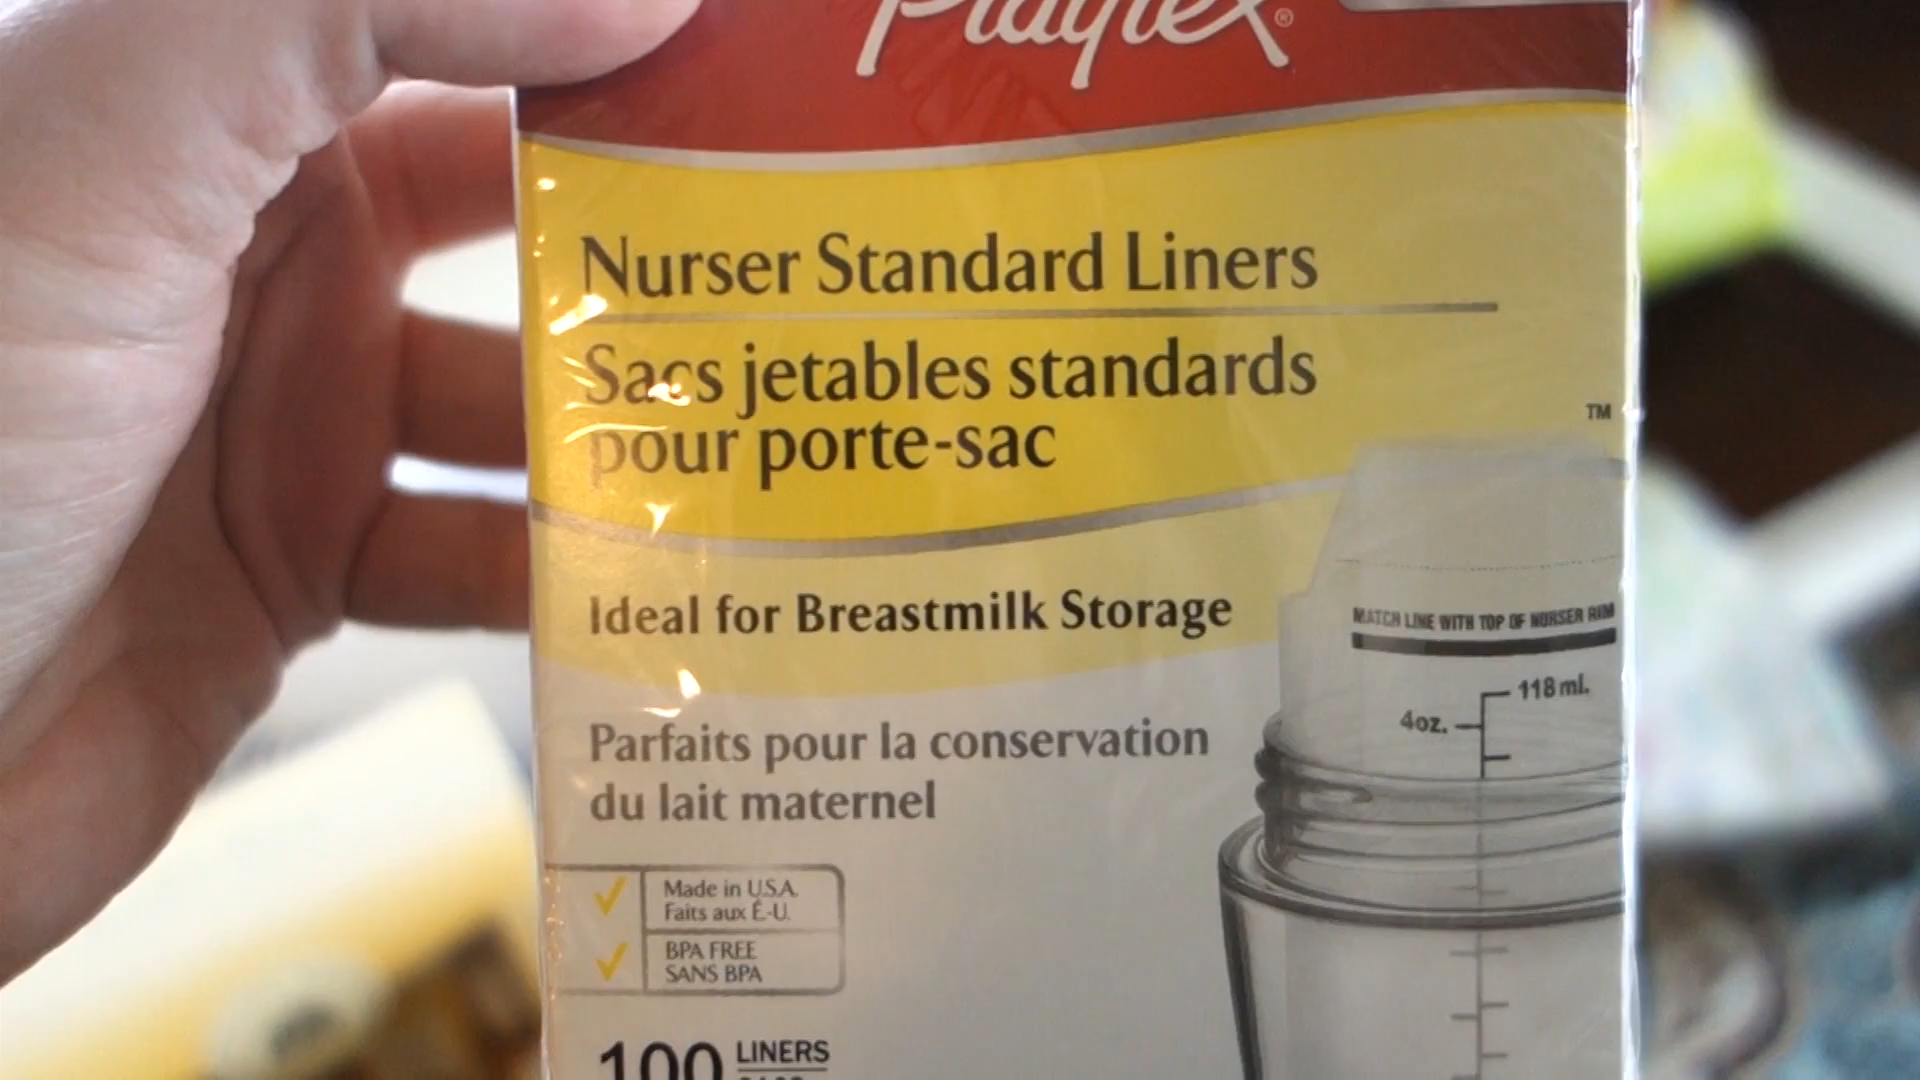 Playtex®
Nurser Standard Liners
Sacs jetables standards
pour porte-sac
TM
Ideal for Breastmilk Storage
MATCH LINE WITH TOP OF NURSER RIM
118 ml.
4oz.
Parfaits pour la conservation
du lait maternel
Made in U.S.A.
Faits aux É.-U.
BPA FREE
SANS BPA
100 LINERS